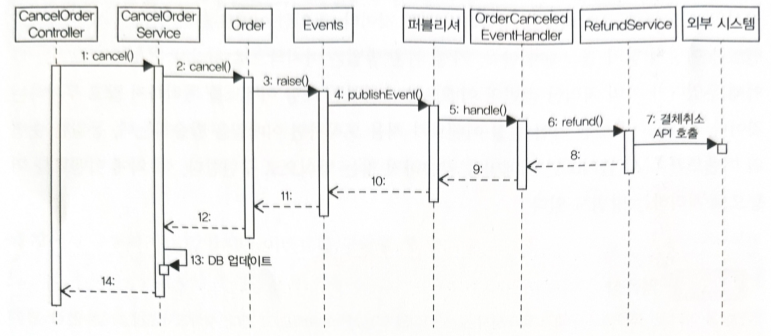 CancelOrder
Controller
CancelOrder
Service
Order
Events
퍼블리셔
OrderCanceled
EventHandler
RefundService
외부 시스템
1: cancel()
2: cancel()
3: raise()
4: publishEvent()
5: handle()
6: refund()
7: 결체취소
API 호출
8:
9:
10:
11:
12:
13: DB 업데이트
14: